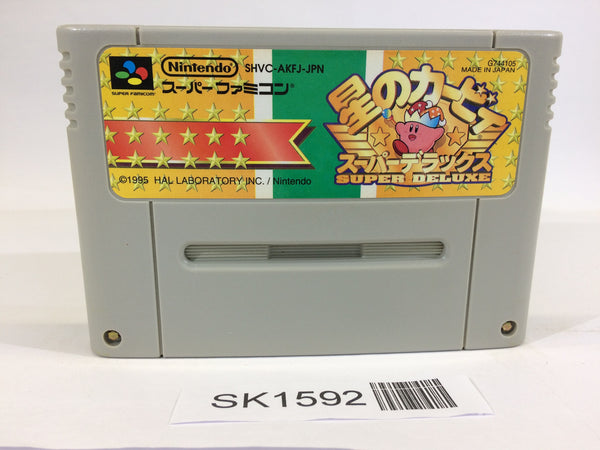 SUPER FAMICOM
Nintendo® SHVC-AKFJ-JPN
スーパーファミコン®
G744105
MADE IN JAPAN
星のカービィ
スーパーデラックス
SUPER DELUXE
©1995 HAL LABORATORY INC. / Nintendo
SK1592